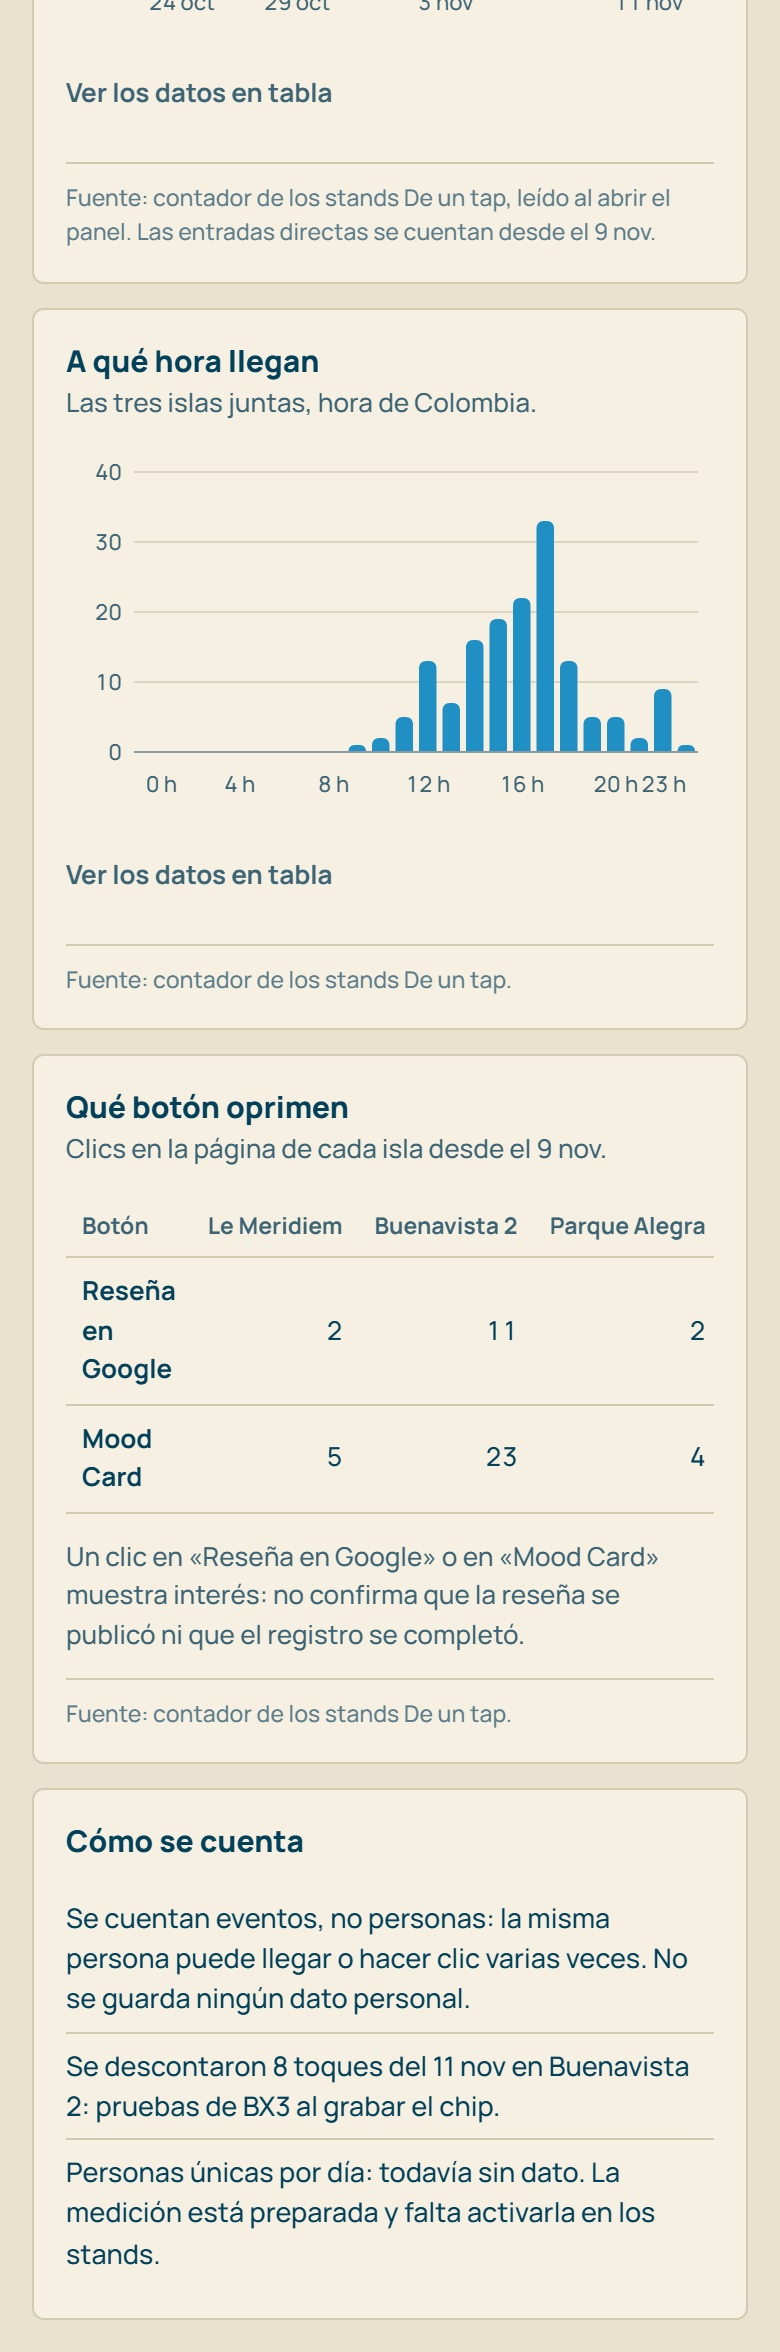 24 oct 29 oct 3 nov 11 nov
Ver los datos en tabla
Fuente: contador de los stands De un tap, leído al abrir el
panel. Las entradas directas se cuentan desde el 9 nov.
A qué hora llegan
Las tres islas juntas, hora de Colombia.
40
30
20
10
0
0 h 4 h 8 h 12 h 16 h 20 h 23 h
Ver los datos en tabla
Fuente: contador de los stands De un tap.
Qué botón oprimen
Clics en la página de cada isla desde el 9 nov.
Botón Le Meridiem Buenavista 2 Parque Alegra
Reseña
en 2 11 2
Google
Mood
Card 5 23 4
Un clic en «Reseña en Google» o en «Mood Card»
muestra interés: no confirma que la reseña se
publicó ni que el registro se completó.
Fuente: contador de los stands De un tap.
Cómo se cuenta
Se cuentan eventos, no personas: la misma
persona puede llegar o hacer clic varias veces. No
se guarda ningún dato personal.
Se descontaron 8 toques del 11 nov en Buenavista
2: pruebas de BX3 al grabar el chip.
Personas únicas por día: todavía sin dato. La
medición está preparada y falta activarla en los
stands.